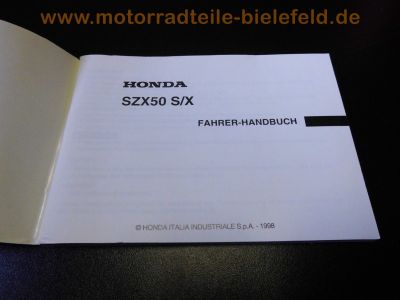 www.motorradteile-bielefeld.de
HONDA
SZX50 S/X
FAHRER-HANDBUCH
© HONDA ITALIA INDUSTRIALE S.p.A. - 1998